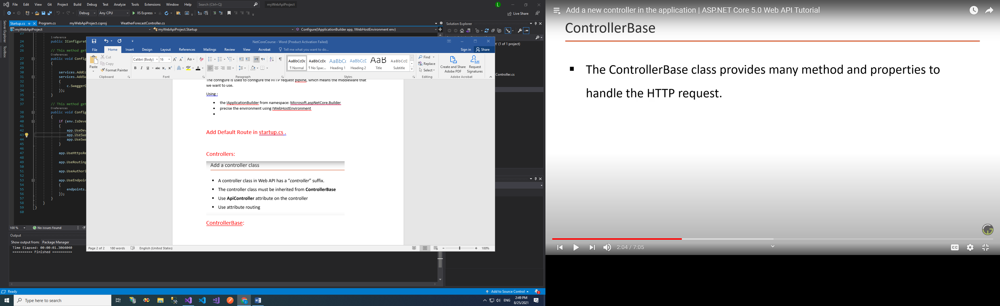 File Edit View Git Project Build Debug Test Analyze Tools Extensions Window Help Search (Ctrl+Q) myWebApiProject L
Debug Any CPU IIS Express Live Share
Server Explorer
Toolbox
Startup.cs Program.cs myWebApiProject.csproj WeatherForecastController.cs
myWebApiProject myWebApiProject.Startup Configure(IApplicationBuilder app, IWebHostEnvironment env)
23
1 reference
24 public IConfigurat
25
26 // This method get
0 references
27 public void Config
28 {
29
30 services.AddCo
31 services.AddSw
32 {
33 c.SwaggerD
34 });
35 }
36
37 // This method get
0 references
38 public void Config
39 {
40 if (env.IsDeve
41 {
42 app.UseDev
43 app.UseSwa
44 app.UseSwa
45 }
46
47 app.UseHttpsRe
48
49 app.UseRouting
50
51 app.UseAuthori
52
53 app.UseEndpoin
54 {
55 endpoints.
56 });
57 }
58 }
59 }
60
100 % No issues found
Output
Show output from: Package Manager
Time Elapsed: 00:00:01.3064040
========== Finished ==========
Ready Add to Source Control 3
Solution Explorer
t' (1 of 1 project)
Controller.cs
NetCoreCourse - Word (Product Activation Failed)
File Home Insert Design Layout References Mailings Review View Acrobat Tell me what you want to do... Sign in Share
Paste Cut
Copy
Format Painter
Clipboard
Calibri (Body) 16
Font
Paragraph
AaBbCcDc AaBbCcDc AaBbCc AaBbCcE AaB AaBbCcE
¶ Normal ¶ No Spac... Heading 1 Heading 2 Title Subtitle
Styles
Find
Replace
Select
Editing
Create and Share Adobe PDF
Request Signatures
Adobe Acrobat
The configure is used to configure the HTTP request pipline, which means the middleware that
we want to use.
Using :
• the IApplicationBuilder from namespace: Microsoft.aspNetCore.Builder
• precise the environment using IWebHostEnvironment
•
Add Default Route in startup.cs .
Controllers:
Add a controller class
▪ A controller class in Web API has a “controller” suffix.
▪ The controller class must be inherited from ControllerBase
▪ Use ApiController attribute on the controller
▪ Use attribute routing
ControllerBase:
Page 2 of 2 180 words English (United States) 100%
Type here to search
ENG 2:49 PM
8/25/2021
Add a new controller in the application | ASP.NET Core 5.0 Web API Tutorial
ControllerBase
▪ The ControllerBase class provides many method and properties to
handle the HTTP request.
2:04 / 7:05
CC